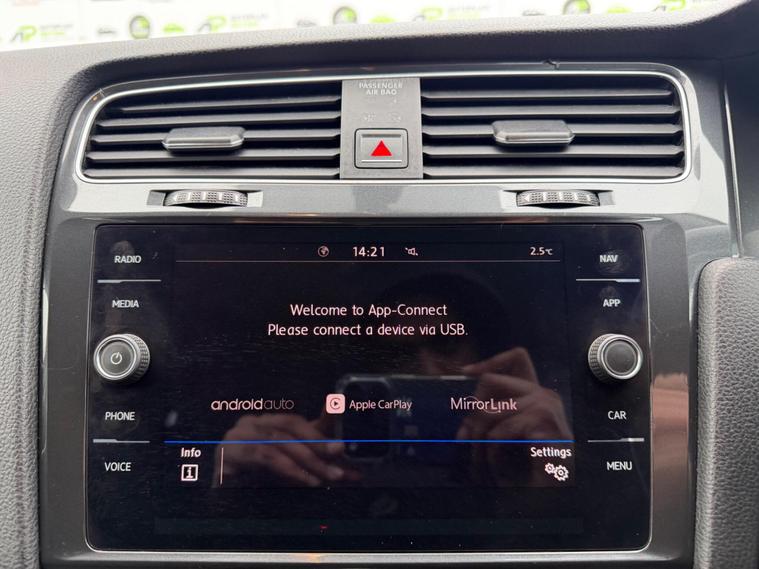 PASSENGER
AIR BAG
RADIO
14:21
2.5°C
NAV
MEDIA
Welcome to App-Connect
Please connect a device via USB.
APP
PHONE
androidauto
Apple CarPlay
MirrorLink
CAR
VOICE
Info
Settings
MENU